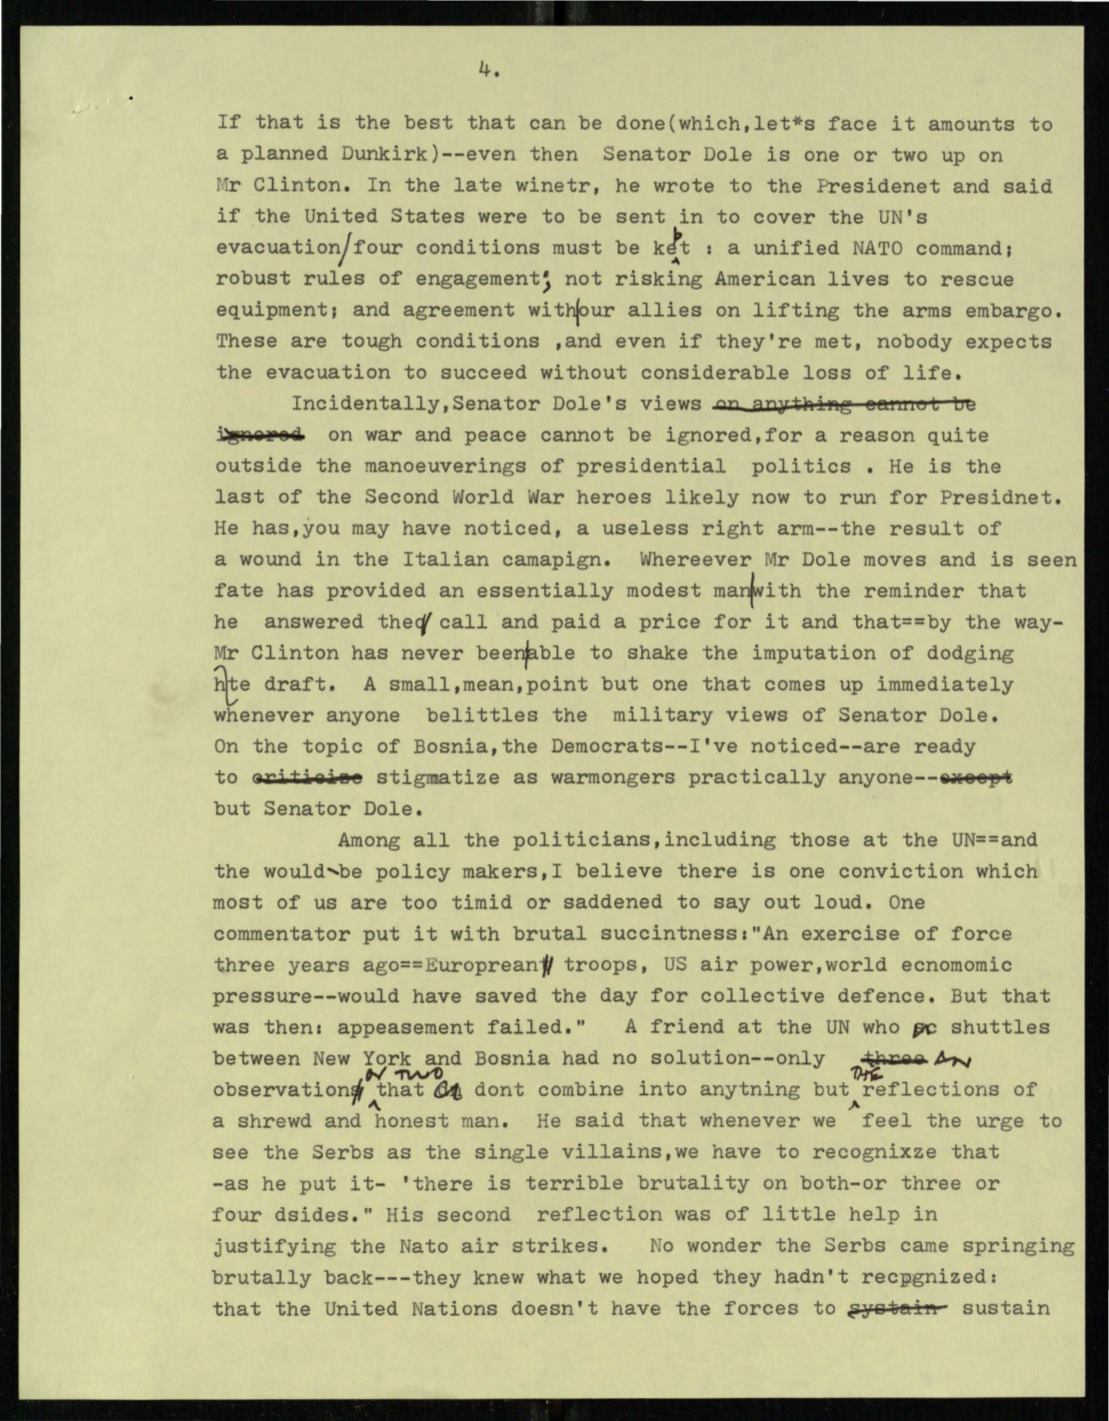 4.
If that is the best that can be done(which,let*s face it amounts to
a planned Dunkirk)--even then Senator Dole is one or two up on
Mr Clinton. In the late winetr, he wrote to the Presidenet and said
if the United States were to be sent in to cover the UN's
evacuation/four conditions must be kept : a unified NATO command;
robust rules of engagement; not risking American lives to rescue
equipment; and agreement with our allies on lifting the arms embargo.
These are tough conditions ,and even if they're met, nobody expects
the evacuation to succeed without considerable loss of life.
Incidentally,Senator Dole's views on anything cannot be
ignored on war and peace cannot be ignored,for a reason quite
outside the manoeuverings of presidential politics . He is the
last of the Second World War heroes likely now to run for Presidnet.
He has,you may have noticed, a useless right arm--the result of
a wound in the Italian camapign. Whereever Mr Dole moves and is seen
fate has provided an essentially modest man|with the reminder that
he answered the call and paid a price for it and that==by the way-
Mr Clinton has never been|able to shake the imputation of dodging
hte draft. A small,mean,point but one that comes up immediately
whenever anyone belittles the military views of Senator Dole.
On the topic of Bosnia,the Democrats--I've noticed--are ready
to criticize stigmatize as warmongers practically anyone--except
but Senator Dole.
Among all the politicians,including those at the UN==and
the would-be policy makers,I believe there is one conviction which
most of us are too timid or saddened to say out loud. One
commentator put it with brutal succintness:"An exercise of force
three years ago==Europrean troops, US air power,world ecnomomic
pressure--would have saved the day for collective defence. But that
was then: appeasement failed." A friend at the UN who shuttles
between New York and Bosnia had no solution--only three an
observation or two that dont combine into anytning but the reflections of
a shrewd and honest man. He said that whenever we feel the urge to
see the Serbs as the single villains,we have to recognixze that
-as he put it- 'there is terrible brutality on both-or three or
four dsides." His second reflection was of little help in
justifying the Nato air strikes. No wonder the Serbs came springing
brutally back---they knew what we hoped they hadn't recpgnized:
that the United Nations doesn't have the forces to systain sustain